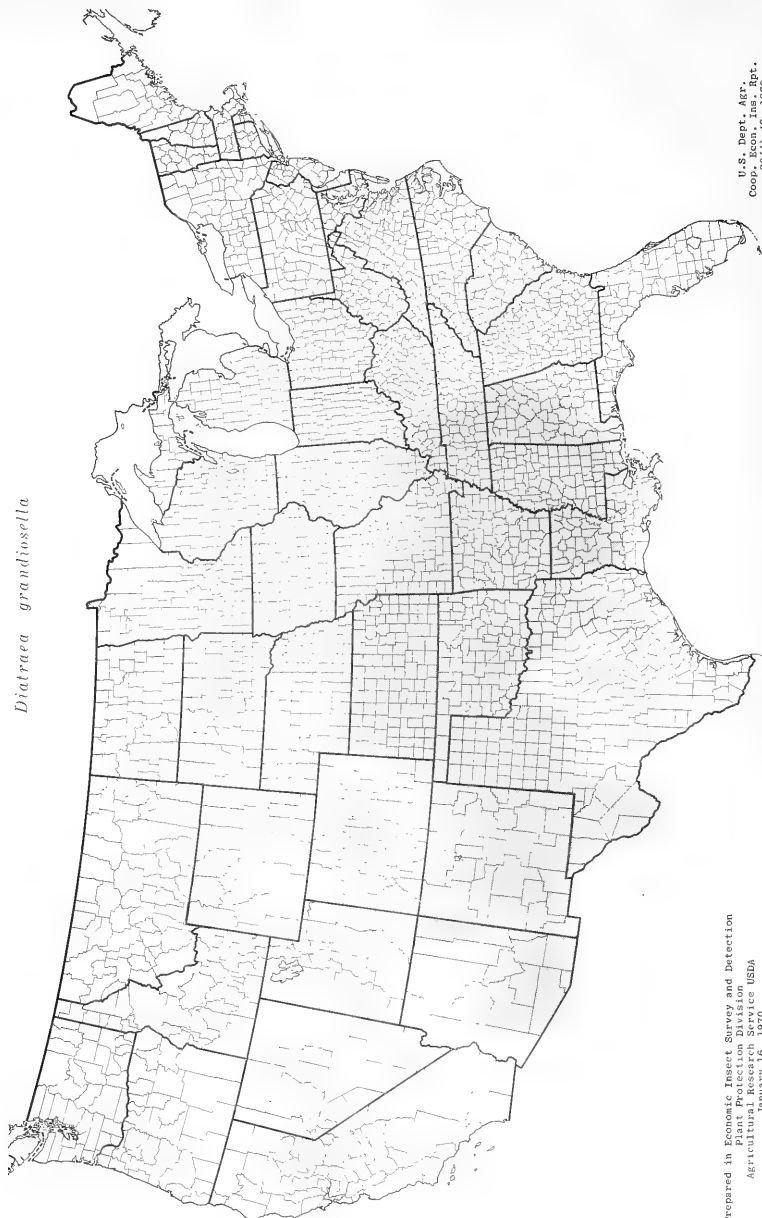 Diatraea grandiosella
U.S. Dept. Agr.
Coop. Econ. Ins. Rpt.
Prepared in Economic Insect Survey and Detection
Plant Protection Division
Agricultural Research Service USDA
January 16, 1970